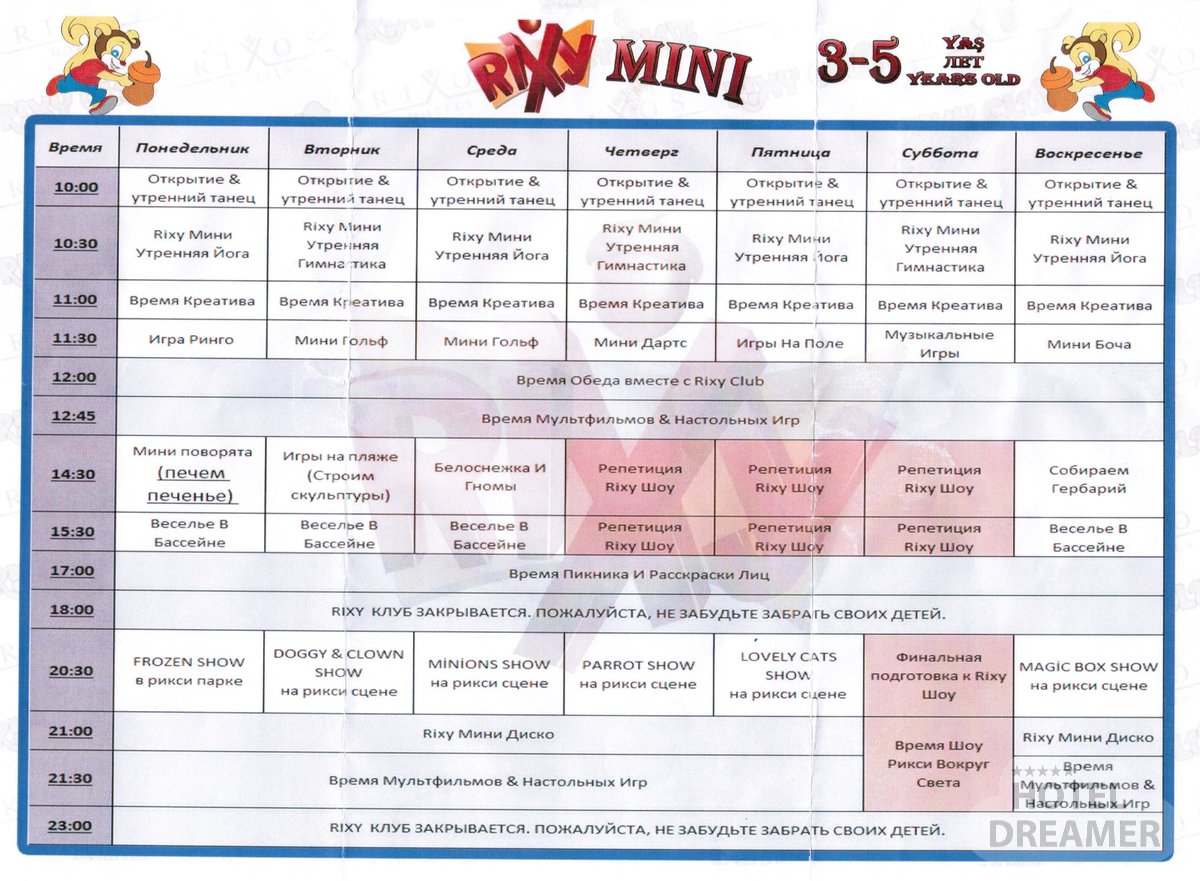 RIXY MINI 3-5 YAŞ
ЛЕТ
YEARS OLD
Время Понедельник Вторник Среда Четверг Пятница Суббота Воскресенье
10:00
Открытие &
утренний танец
Открытие &
утренний танец
Открытие &
утренний танец
Открытие &
утренний танец
Открытие &
утренний танец
Открытие &
утренний танец
Открытие &
утренний танец
10:30
Rixy Мини
Утренняя Йога
Rixy Мини
Утренняя
Гимнастика
Rixy Мини
Утренняя Йога
Rixy Мини
Утренняя
Гимнастика
Rixy Мини
Утренняя Йога
Rixy Мини
Утренняя
Гимнастика
Rixy Мини
Утренняя Йога
11:00 Время Креатива Время Креатива Время Креатива Время Креатива Время Креатива Время Креатива Время Креатива
11:30
Игра Ринго
Мини Гольф
Мини Гольф
Мини Дартс
Игры На Поле
Музыкальные
Игры
Мини Боча
12:00 Время Обеда вместе с Rixy Club
12:45 Время Мультфильмов & Настольных Игр
14:30
Мини поворята
(печем
печенье)
Игры на пляже
(Строим
скульптуры)
Белоснежка И
Гномы
Репетиция
Rixy Шоу
Репетиция
Rixy Шоу
Репетиция
Rixy Шоу
Собираем
Гербарий
15:30
Веселье В
Бассейне
Веселье В
Бассейне
Веселье В
Бассейне
Репетиция
Rixy Шоу
Репетиция
Rixy Шоу
Репетиция
Rixy Шоу
Веселье В
Бассейне
17:00 Время Пикника И Расскраски Лиц
18:00 RIXY КЛУБ ЗАКРЫВАЕТСЯ. ПОЖАЛУЙСТА, НЕ ЗАБУДЬТЕ ЗАБРАТЬ СВОИХ ДЕТЕЙ.
20:30
FROZEN SHOW
в рикси парке
DOGGY & CLOWN
SHOW
на рикси сцене
MİNİONS SHOW
на рикси сцене
PARROT SHOW
на рикси сцене
LOVELY CATS
SHOW
на рикси сцене
Финальная
подготовка к Rixy
Шоу
MAGİC BOX SHOW
на рикси сцене
21:00 Rixy Мини Диско
Время Шоу
Рикси Вокруг
Света
Rixy Мини Диско
21:30 Время Мультфильмов & Настольных Игр
Время
Мультфильмов &
Настольных Игр
23:00 RIXY КЛУБ ЗАКРЫВАЕТСЯ. ПОЖАЛУЙСТА, НЕ ЗАБУДЬТЕ ЗАБРАТЬ СВОИХ ДЕТЕЙ.
HOTEL
DREAMER